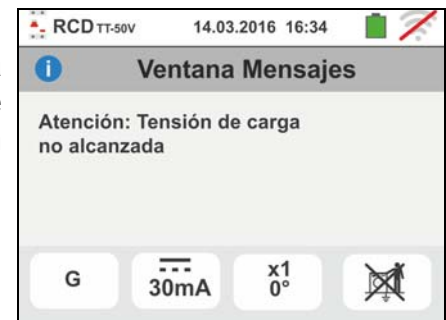 RCD TT-50V 14.03.2016 16:34
Ventana Mensajes
Atención: Tensión de carga
no alcanzada
G
30mA
x1
0°